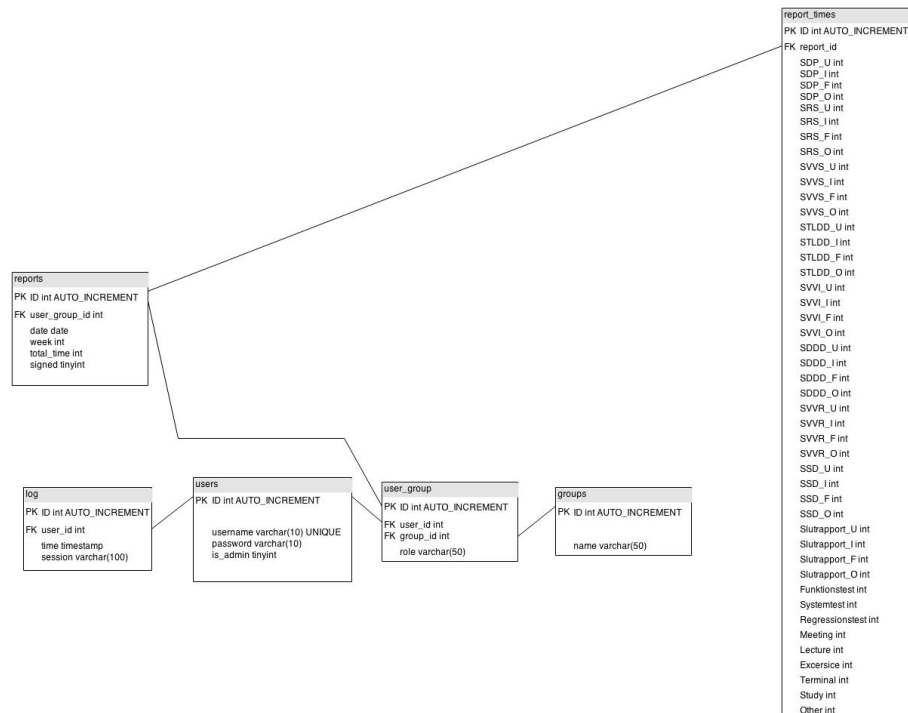 report_times
PK ID int AUTO_INCREMENT
FK report_id
SDP_U int
SDP_I int
SDP_F int
SDP_O int
SRS_U int
SRS_I int
SRS_F int
SRS_O int
SVVS_U int
SVVS_I int
SVVS_F int
SVVS_O int
STLDD_U int
STLDD_I int
STLDD_F int
STLDD_O int
SVVI_U int
SVVI_I int
SVVI_F int
SVVI_O int
SDDD_U int
SDDD_I int
SDDD_F int
SDDD_O int
SVVR_U int
SVVR_I int
SVVR_F int
SVVR_O int
SSD_U int
SSD_I int
SSD_F int
SSD_O int
Slutrapport_U int
Slutrapport_I int
Slutrapport_F int
Slutrapport_O int
Funktionstest int
Systemtest int
Regressionstest int
Meeting int
Lecture int
Excersice int
Terminal int
Study int
Other int
reports
PK ID int AUTO_INCREMENT
FK user_group_id int
date date
week int
total_time int
signed tinyint
log
PK ID int AUTO_INCREMENT
FK user_id int
time timestamp
session varchar(100)
users
PK ID int AUTO_INCREMENT
username varchar(10) UNIQUE
password varchar(10)
is_admin tinyint
user_group
PK ID int AUTO_INCREMENT
FK user_id int
FK group_id int
role varchar(50)
groups
PK ID int AUTO_INCREMENT
name varchar(50)